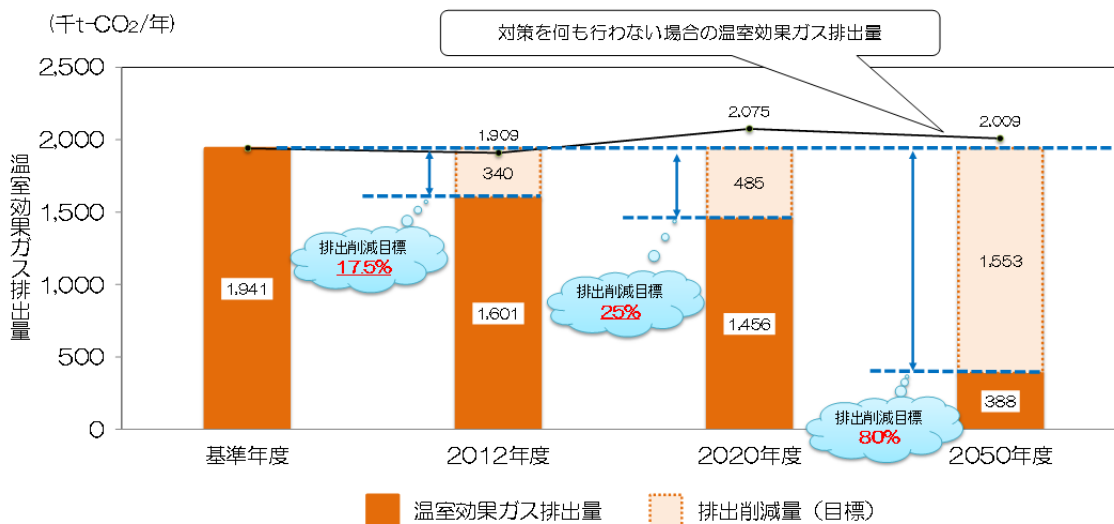 (千t-CO2/年)
対策を何も行わない場合の温室効果ガス排出量
2,500
2,000
1,500
1,000
500
0
温室効果ガス排出量
1,909
2,075
2,009
340
485
1,553
排出削減目標
17.5%
排出削減目標
25%
排出削減目標
80%
1,941
1,601
1,456
388
基準年度
2012年度
2020年度
2050年度
温室効果ガス排出量
排出削減量（目標）